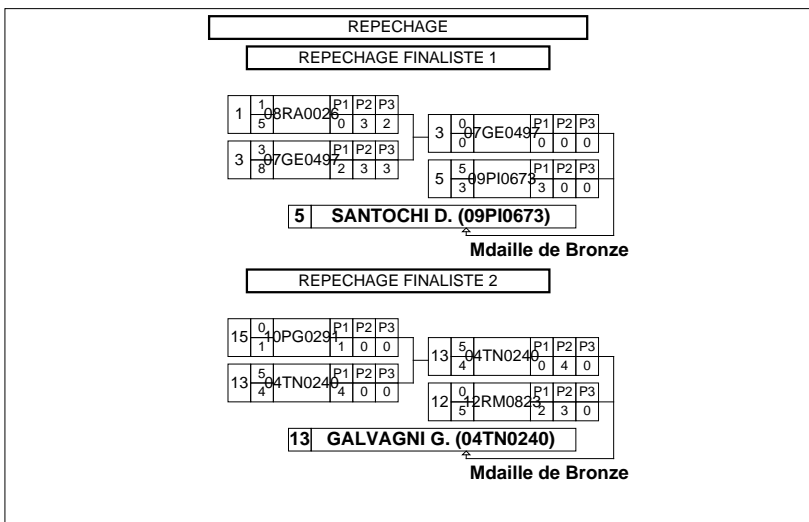 REPECHAGE
REPECHAGE FINALISTE 1
1 1 5 08RA0026 P1 P2 P3
0 3 2
3 3 8 07GE0497 P1 P2 P3
2 3 3
3 0 0 07GE0497 P1 P2 P3
0 0 0
5 5 3 09PI0673 P1 P2 P3
3 0 0
5 SANTOCHI D. (09PI0673)
Mdaille de Bronze
REPECHAGE FINALISTE 2
15 0 1 10PG0291 P1 P2 P3
1 0 0
13 5 4 04TN0240 P1 P2 P3
4 0 0
13 5 4 04TN0240 P1 P2 P3
0 4 0
12 0 5 12RM0823 P1 P2 P3
2 3 0
13 GALVAGNI G. (04TN0240)
Mdaille de Bronze